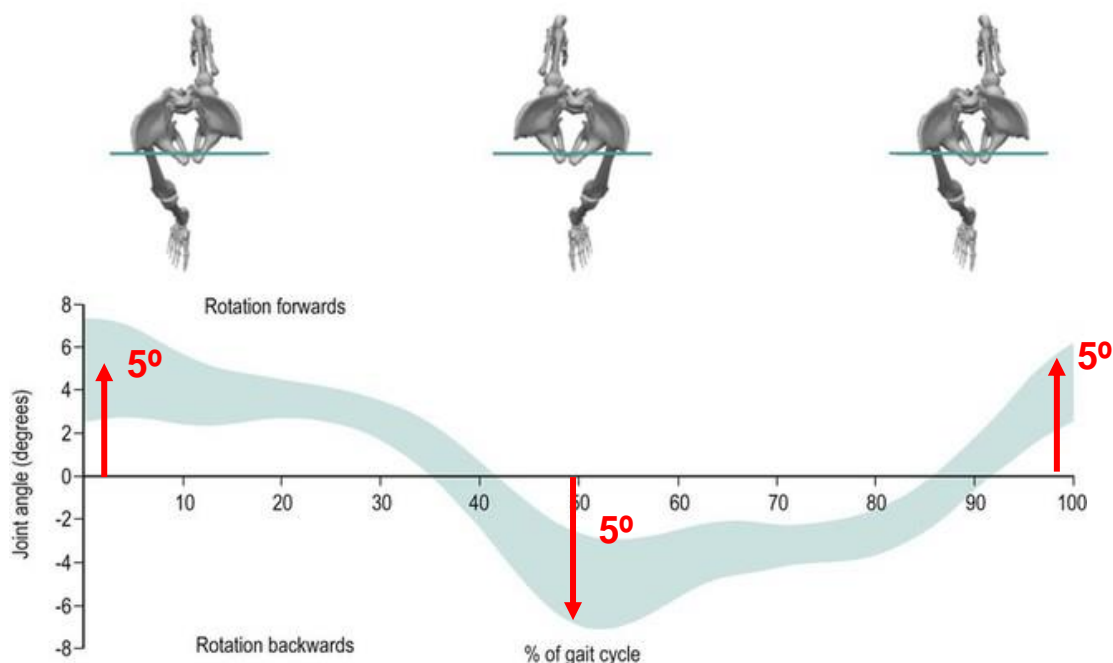 8
Rotation forwards
6
5º
5º
4
2
0
10
20
30
40
50
60
70
80
90
100
-2
5º
-4
-6
Rotation backwards
-8
% of gait cycle
Joint angle (degrees)